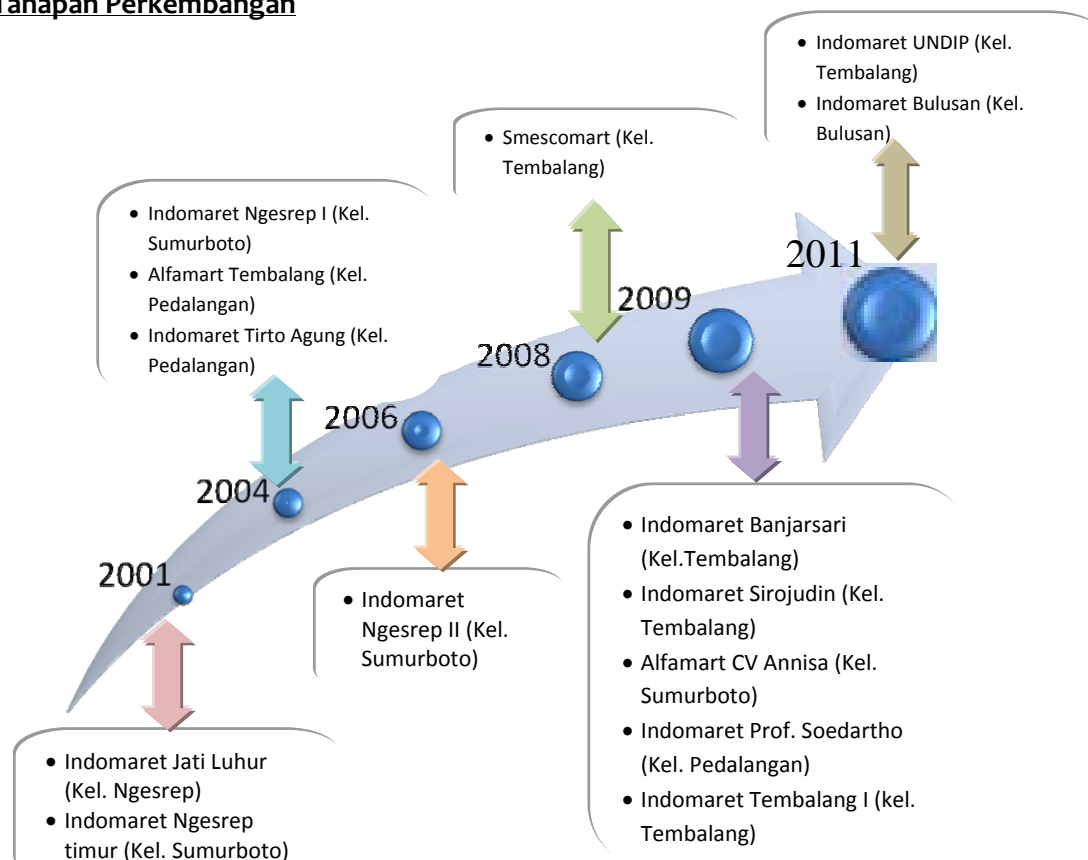 Tahapan Perkembangan
• Indomaret UNDIP (Kel.
Tembalang)
• Indomaret Bulusan (Kel.
Bulusan)
• Smescomart (Kel.
Tembalang)
• Indomaret Ngesrep I (Kel.
Sumurboto)
• Alfamart Tembalang (Kel.
Pedalangan)
• Indomaret Tirto Agung (Kel.
Pedalangan)
2011
2009
2008
2006
2004
2001
• Indomaret
Ngesrep II (Kel.
Sumurboto)
• Indomaret Banjarsari
(Kel.Tembalang)
• Indomaret Sirojudin (Kel.
Tembalang)
• Alfamart CV Annisa (Kel.
Sumurboto)
• Indomaret Prof. Soedartho
(Kel. Pedalangan)
• Indomaret Tembalang I (kel.
Tembalang)
• Indomaret Jati Luhur
(Kel. Ngesrep)
• Indomaret Ngesrep
timur (Kel. Sumurboto)